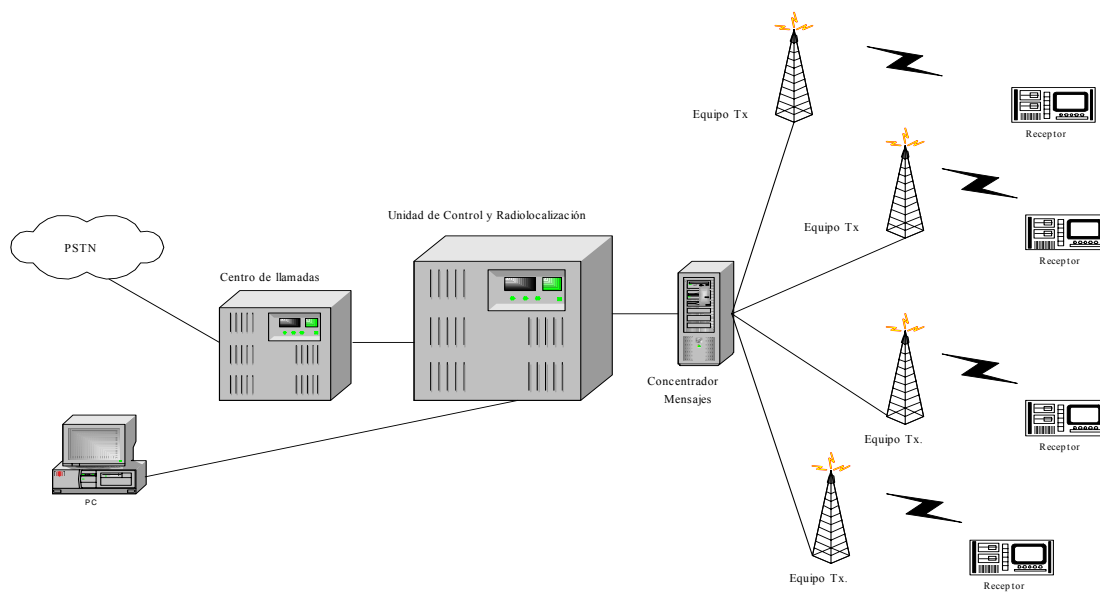 Equipo Tx
Receptor
Unidad de Control y Radiolocalización
Equipo Tx
Receptor
PSTN
Centro de llamadas
Concentrador
Mensajes
Equipo Tx.
Receptor
PC
Equipo Tx.
Receptor